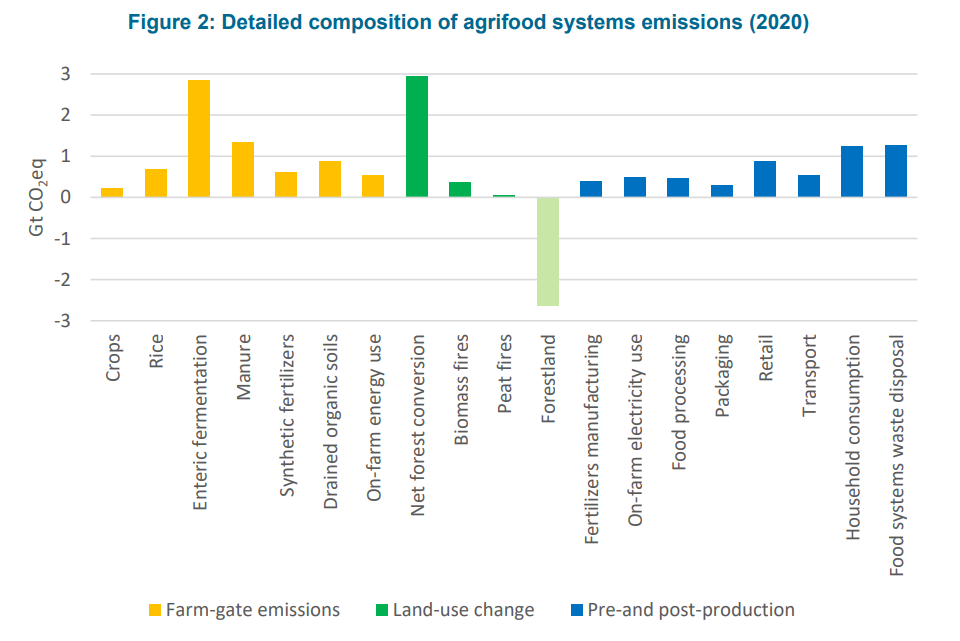 Figure 2: Detailed composition of agrifood systems emissions (2020)
Gt CO₂eq
3
2
1
0
-1
-2
-3
Crops
Rice
Enteric fermentation
Manure
Synthetic fertilizers
Drained organic soils
On-farm energy use
Net forest conversion
Biomass fires
Peat fires
Forestland
Fertilizers manufacturing
On-farm electricity use
Food processing
Packaging
Retail
Transport
Household consumption
Food systems waste disposal
Farm-gate emissions
Land-use change
Pre-and post-production